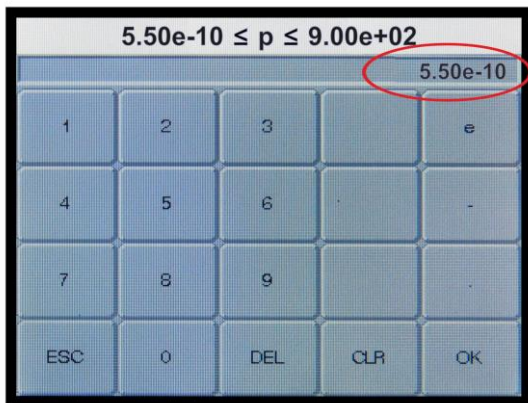 5.50e-10 ≤ p ≤ 9.00e+02
5.50e-10
1 2 3 e
4 5 6 -
7 8 9 .
ESC 0 DEL CLR OK